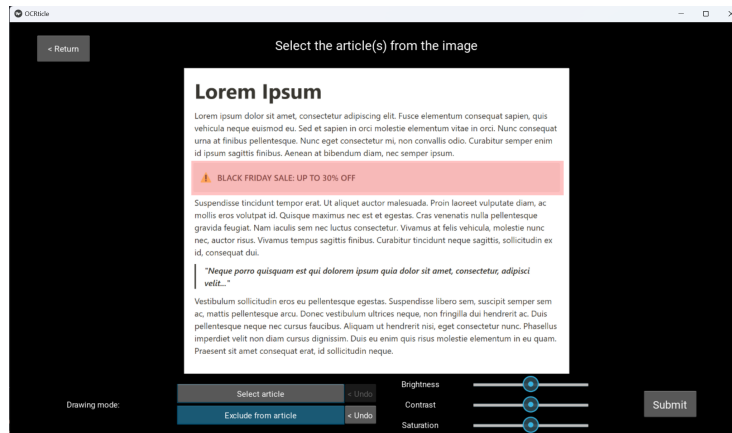 OCRticle
< Return
Select the article(s) from the image
Lorem Ipsum
Lorem ipsum dolor sit amet, consectetur adipiscing elit. Fusce elementum consequat sapien, quis
vehicula neque euismod eu. Sed et sapien in orci molestie elementum vitae in orci. Nunc consequat
urna at finibus pellentesque. Nunc eget consectetur mi, non convallis odio. Curabitur semper enim
id ipsum sagittis finibus. Aenean at bibendum diam, nec semper ipsum.
BLACK FRIDAY SALE: UP TO 30% OFF
Suspendisse tincidunt tempor erat. Ut aliquet auctor malesuada. Proin laoreet vulputate diam, ac
mollis eros volutpat id. Quisque maximus nec est et egestas. Cras venenatis nulla pellentesque
gravida feugiat. Nam iaculis sem nec luctus consectetur. Vivamus at felis vehicula, molestie nunc
nec, auctor risus. Vivamus tempus sagittis finibus. Curabitur tincidunt neque sagittis, sollicitudin ex
id, consequat dui.
"Neque porro quisquam est qui dolorem ipsum quia dolor sit amet, consectetur, adipisci
velit..."
Vestibulum sollicitudin eros eu pellentesque egestas. Suspendisse libero sem, suscipit semper sem
ac, mattis pellentesque arcu. Donec vestibulum ultrices neque, non fringilla dui hendrerit ac. Duis
pellentesque neque nec cursus faucibus. Aliquam ut hendrerit nisi, eget consectetur nunc. Phasellus
imperdiet velit non diam cursus dignissim. Duis eu enim quis risus molestie elementum in eu quam.
Praesent sit amet consequat erat, id sollicitudin neque.
Drawing mode:
Select article
< Undo
Exclude from article
< Undo
Brightness
Contrast
Saturation
Submit